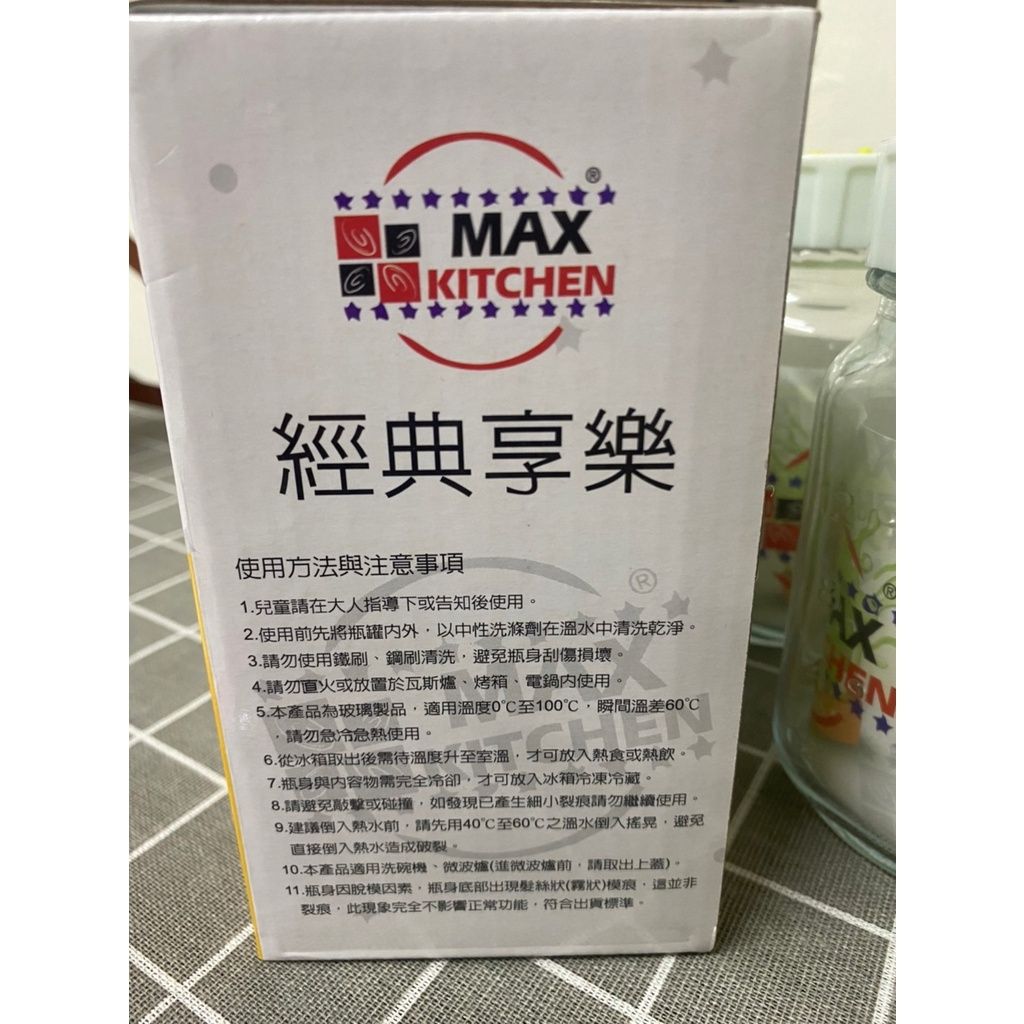 ®
MAX
KITCHEN
經典享樂
使用方法與注意事項
1.兒童請在大人指導下或告知後使用。
2.使用前先將瓶罐内外，以中性洗滌劑在溫水中清洗乾淨。
3.請勿使用鐵刷、鋼刷清洗，避免瓶身刮傷損壞。
4.請勿直火或放置於瓦斯爐、烤箱、電鍋内使用。
5.本產品為玻璃製品，適用溫度0℃至100℃，瞬間溫差60℃
，請勿急冷急熱使用。
6.從冰箱取出後需待溫度升至室溫，才可放入熱食或熱飲。
7.瓶身與内容物需完全冷卻，才可放入冰箱冷凍冷藏。
8.請避免敲擊或碰撞，如發現已產生細小裂痕請勿繼續使用。
9.建議倒入熱水前，請先用40℃至60℃之溫水倒入搖晃，避免
直接倒入熱水造成破裂。
10.本產品適用洗碗機、微波爐(進微波爐前，請取出上蓋)。
11.瓶身因脫模因素，瓶身底部出現髮絲狀(霧狀)模痕，這並非
裂痕，此現象完全不影響正常功能，符合出貨標準。
®
MAX
KITCHEN
®
AX
HEN